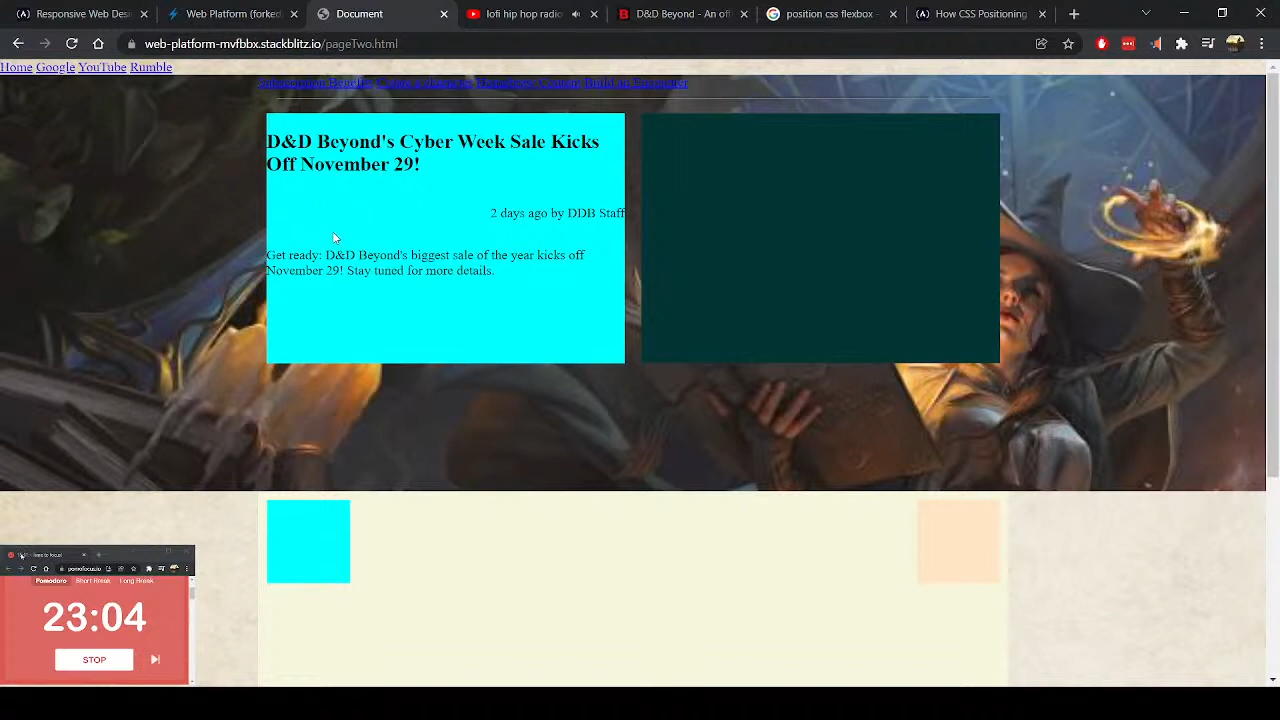 Responsive Web Des
Web Platform (forked
Document
lofi hip hop radio
D&D Beyond - An off
position css flexbox -
How CSS Positioning
web-platform-mvfbbx.stackblitz.io/pageTwo.html
Home Google YouTube Rumble
Subscription Benefits Create a Character Homebrew Content Build an Encounter
D&D Beyond's Cyber Week Sale Kicks
Off November 29!
2 days ago by DDB Staff
Get ready: D&D Beyond's biggest sale of the year kicks off
November 29! Stay tuned for more details.
pomofocus.io
Pomodoro Short Break Long Break
23:04
STOP